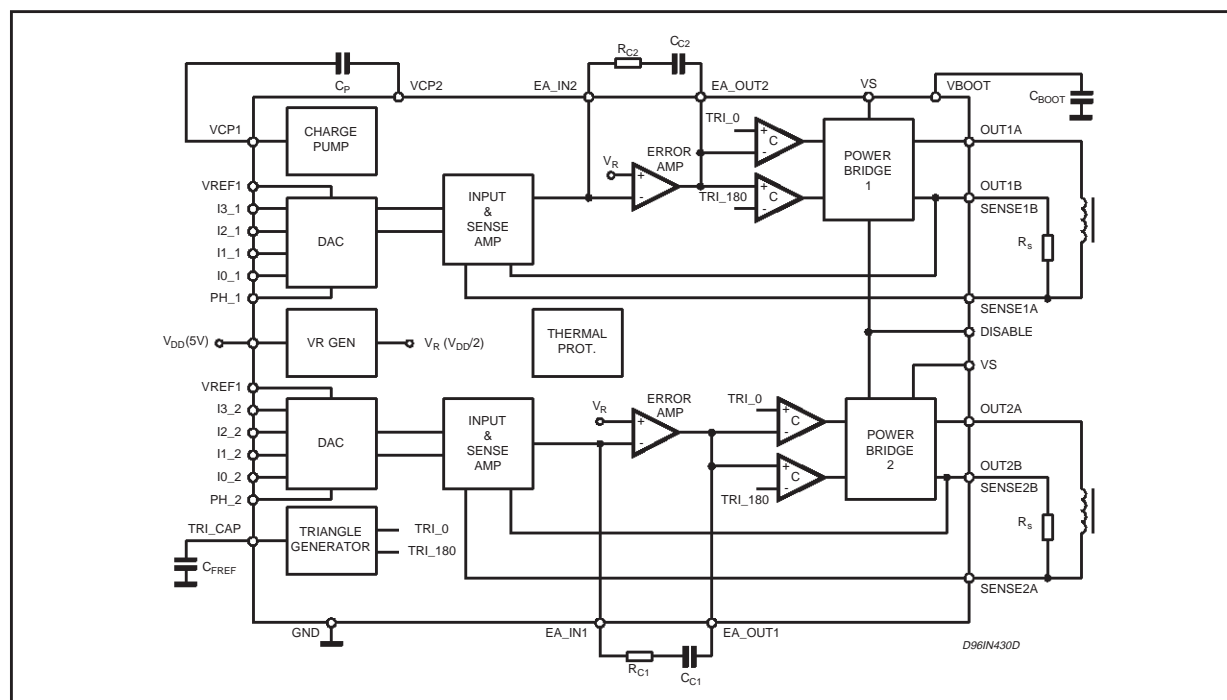 RC2
CC2
CP
VCP2
EA_IN2
EA_OUT2
VS
VBOOT
CBOOT
VCP1
CHARGE
PUMP
TRI_0
+
-
C
OUT1A
VR
ERROR
AMP
+
-
POWER
BRIDGE
1
VREF1
INPUT
&
SENSE
AMP
+
-
C
TRI_180
OUT1B
SENSE1B
I3_1
I2_1
DAC
I1_1
I0_1
Rs
PH_1
SENSE1A
VDD(5V)
VR GEN
VR (VDD/2)
THERMAL
PROT.
DISABLE
VS
VREF1
I3_2
I2_2
DAC
I1_2
I0_2
PH_2
INPUT
&
SENSE
AMP
VR
ERROR
AMP
+
-
TRI_0
+
-
C
POWER
BRIDGE
2
OUT2A
+
-
C
TRI_180
OUT2B
SENSE2B
Rs
TRI_CAP
TRIANGLE
GENERATOR
TRI_0
TRI_180
CFREF
SENSE2A
GND
EA_IN1
EA_OUT1
RC1
CC1
D96IN430D